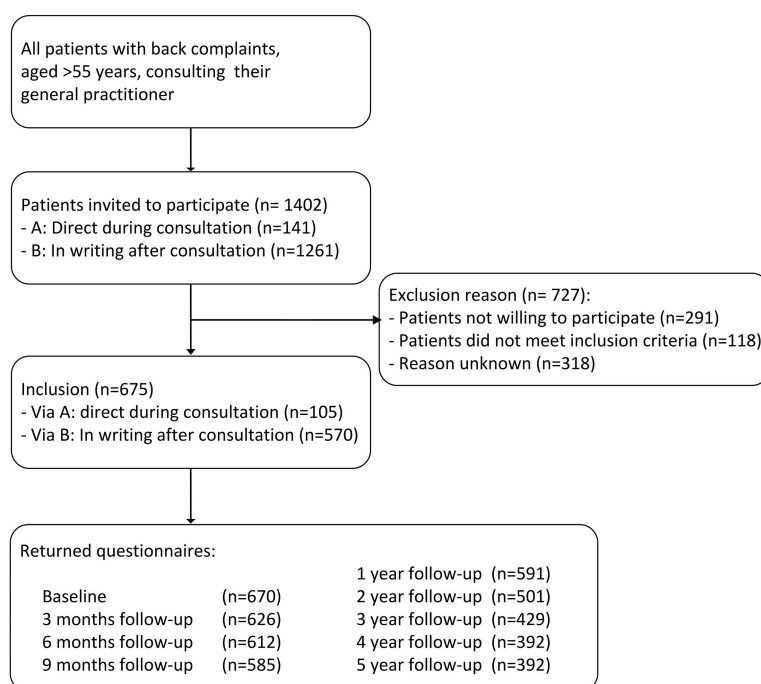 All patients with back complaints,
aged >55 years, consulting their
general practitioner
Patients invited to participate (n= 1402)
- A: Direct during consultation (n=141)
- B: In writing after consultation (n=1261)
Exclusion reason (n= 727):
- Patients not willing to participate (n=291)
- Patients did not meet inclusion criteria (n=118)
- Reason unknown (n=318)
Inclusion (n=675)
- Via A: direct during consultation (n=105)
- Via B: In writing after consultation (n=570)
Returned questionnaires:
Baseline (n=670)
3 months follow-up (n=626)
6 months follow-up (n=612)
9 months follow-up (n=585)
1 year follow-up (n=591)
2 year follow-up (n=501)
3 year follow-up (n=429)
4 year follow-up (n=392)
5 year follow-up (n=392)